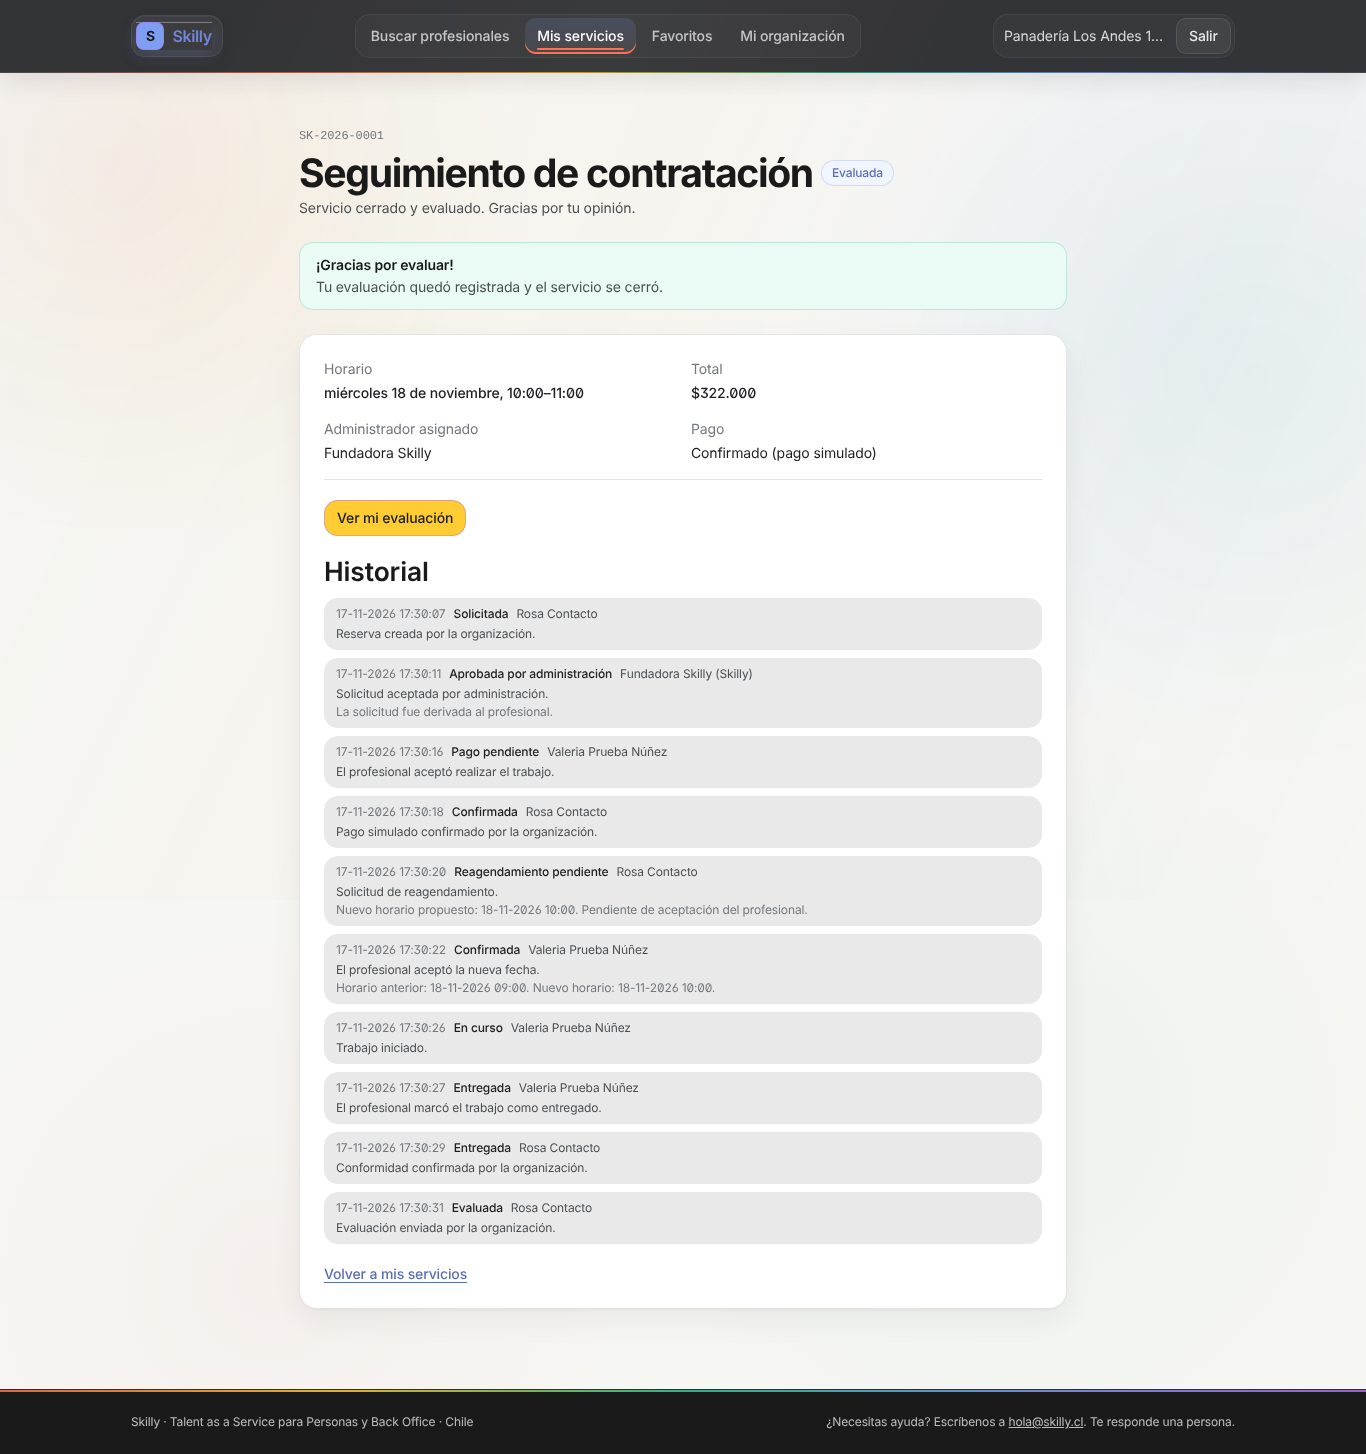 S Skilly
Buscar profesionales Mis servicios Favoritos Mi organización
Panadería Los Andes 1... Salir
SK-2026-0001
Seguimiento de contratación Evaluada
Servicio cerrado y evaluado. Gracias por tu opinión.
¡Gracias por evaluar!
Tu evaluación quedó registrada y el servicio se cerró.
Horario
miércoles 18 de noviembre, 10:00–11:00
Total
$322.000
Administrador asignado
Fundadora Skilly
Pago
Confirmado (pago simulado)
Ver mi evaluación
Historial
17-11-2026 17:30:07 Solicitada Rosa Contacto
Reserva creada por la organización.
17-11-2026 17:30:11 Aprobada por administración Fundadora Skilly (Skilly)
Solicitud aceptada por administración.
La solicitud fue derivada al profesional.
17-11-2026 17:30:16 Pago pendiente Valeria Prueba Núñez
El profesional aceptó realizar el trabajo.
17-11-2026 17:30:18 Confirmada Rosa Contacto
Pago simulado confirmado por la organización.
17-11-2026 17:30:20 Reagendamiento pendiente Rosa Contacto
Solicitud de reagendamiento.
Nuevo horario propuesto: 18-11-2026 10:00. Pendiente de aceptación del profesional.
17-11-2026 17:30:22 Confirmada Valeria Prueba Núñez
El profesional aceptó la nueva fecha.
Horario anterior: 18-11-2026 09:00. Nuevo horario: 18-11-2026 10:00.
17-11-2026 17:30:26 En curso Valeria Prueba Núñez
Trabajo iniciado.
17-11-2026 17:30:27 Entregada Valeria Prueba Núñez
El profesional marcó el trabajo como entregado.
17-11-2026 17:30:29 Entregada Rosa Contacto
Conformidad confirmada por la organización.
17-11-2026 17:30:31 Evaluada Rosa Contacto
Evaluación enviada por la organización.
Volver a mis servicios
Skilly · Talent as a Service para Personas y Back Office · Chile
¿Necesitas ayuda? Escríbenos a hola@skilly.cl. Te responde una persona.